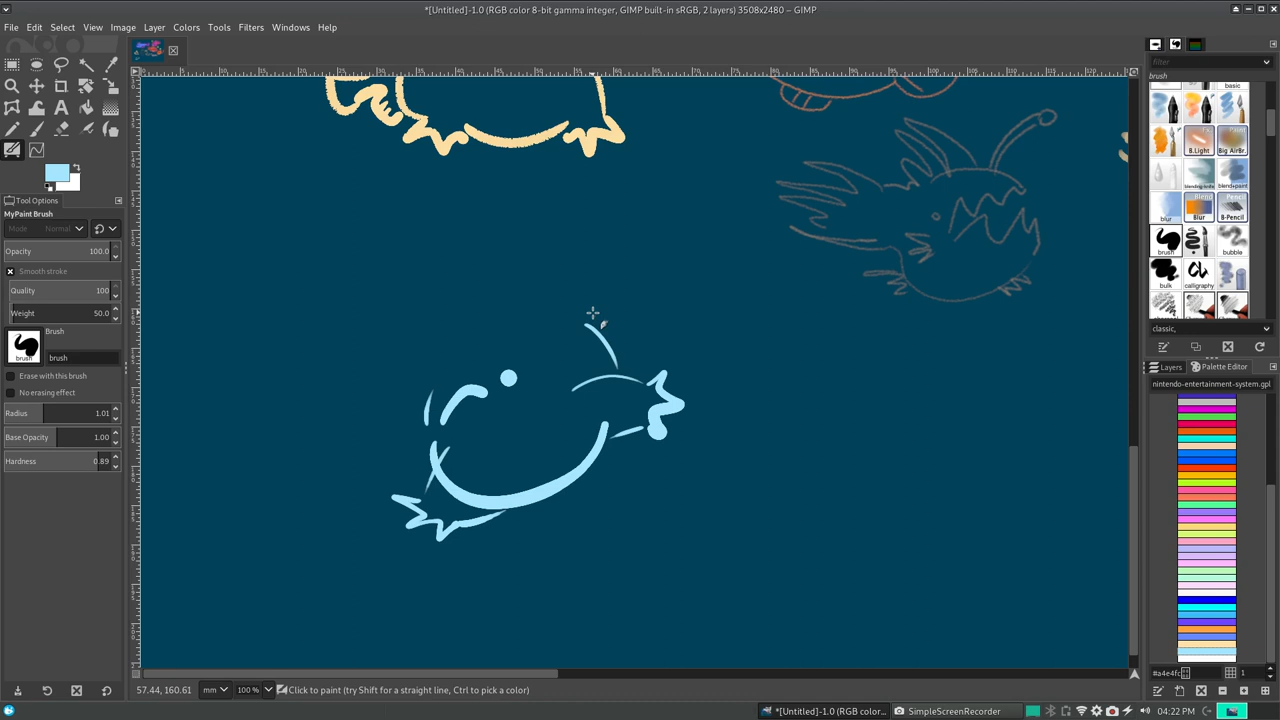 *[Untitled]-1.0 (RGB color 8-bit gamma integer, GIMP built-in sRGB, 2 layers) 3508x2480 – GIMP
File Edit Select View Image Layer Colors Tools Filters Windows Help
Tool Options
MyPaint Brush
Mode Normal
Opacity 100.0
Smooth stroke
Quality 100
Weight 50.0
Brush
brush
brush
Erase with this brush
No erasing effect
Radius 1.01
Base Opacity 1.00
Hardness 0.89
brush
filter
basic
B.Light Big AirBr.
blending-knife blend+paint
blur Blend Blur Pencil B-Pencil
brush bubble
bulk calligraphy
classic,
Layers Palette Editor
nintendo-entertainment-system.gpl
#a4e4fc 1
57.44, 160.61 mm 100 % Click to paint (try Shift for a straight line, Ctrl to pick a color)
*[Untitled]-1.0 (RGB color... SimpleScreenRecorder 04:22 PM